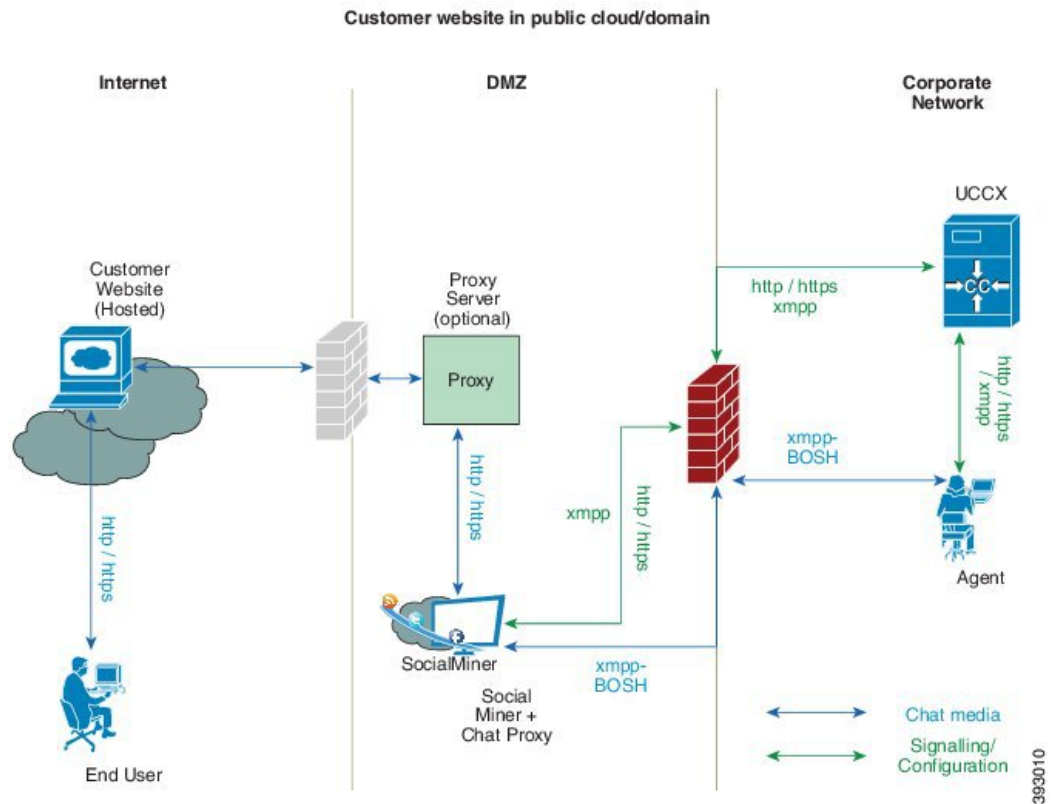 Customer website in public cloud/domain
Internet
DMZ
Corporate
Network
UCCX
CC
Customer
Website
(Hosted)
Proxy
Server
(optional)
Proxy
http / https
xmpp
http / https
/ xmpp
xmpp-
BOSH
http / https
http / https
xmpp
http / https
Agent
SocialMiner
xmpp-
BOSH
Social
Miner +
Chat Proxy
End User
Chat media
Signalling/
Configuration
393010